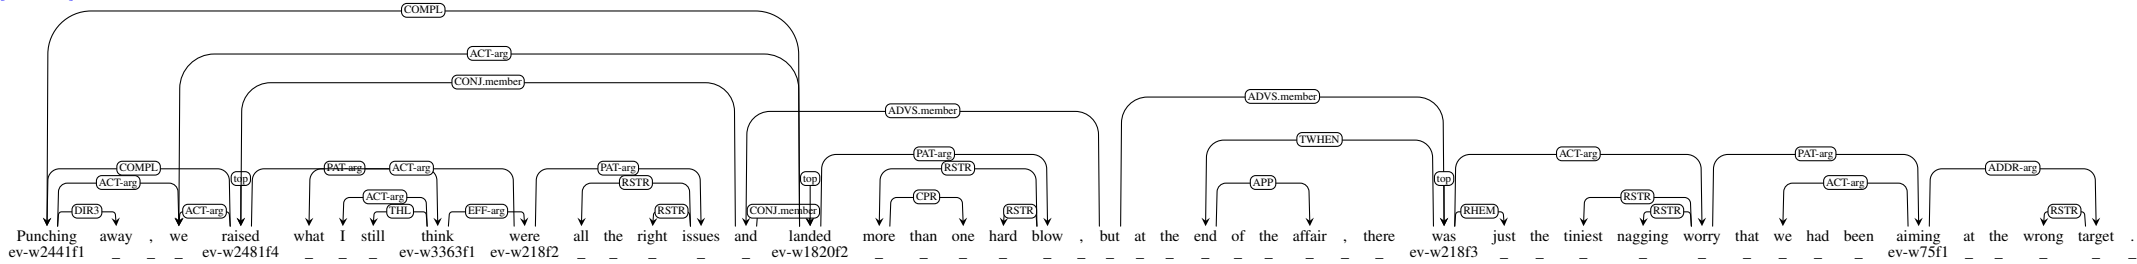 COMPL
ACT-arg
CONJ.member
ADVS.member
ADVS.member
TWHEN
PAT-arg ACT-arg PAT-arg
COMPL PAT-arg ACT-arg PAT-arg RSTR ADDR-arg
top top top
ACT-arg RSTR APP ACT-arg
ACT-arg CPR RSTR
DIR3 ACT-arg THL EFF-arg RSTR CONJ.member RSTR RHEM RSTR RSTR
Punching away , we raised what I still think were all the right issues and landed more than one hard blow , but at the end of the affair , there was just the tiniest nagging worry that we had been aiming at the wrong target .
ev-w2441f1 _ _ _ ev-w2481f4 _ _ _ ev-w3363f1 ev-w218f2 _ _ _ _ _ ev-w1820f2 _ _ _ _ _ _ _ _ _ _ _ _ _ _ _ ev-w218f3 _ _ _ _ _ _ _ _ _ ev-w75f1 _ _ _ _ _